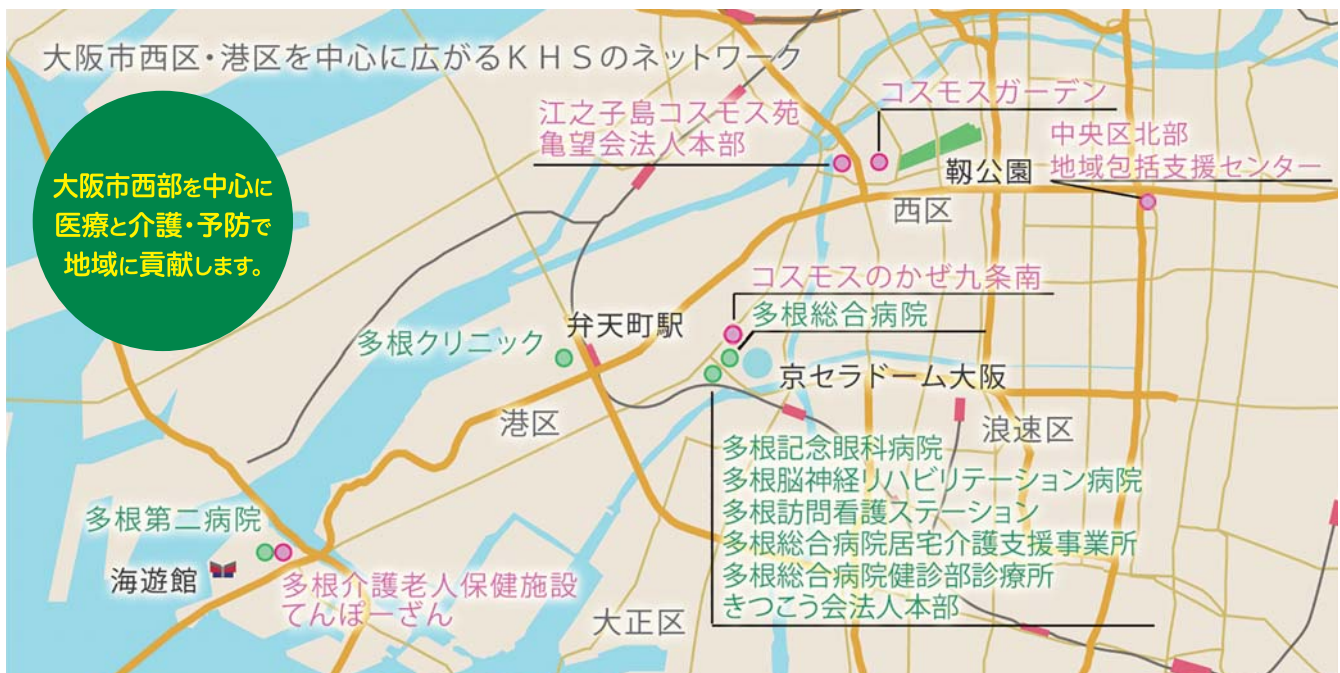 大阪市西区・港区を中心に広がるKHSのネットワーク
大阪市西部を中心に
医療と介護・予防で
地域に貢献します。
江之子島コスモス苑
亀望会法人本部
コスモスガーデン
中央区北部
地域包括支援センター
靱公園
西区
コスモスのかぜ九条南
多根総合病院
弁天町駅
多根クリニック
京セラドーム大阪
港区
浪速区
多根記念眼科病院
多根脳神経リハビリテーション病院
多根訪問看護ステーション
多根総合病院居宅介護支援事業所
多根総合病院健診部診療所
きつこう会法人本部
多根第二病院
海遊館
多根介護老人保健施設
てんぽーざん
大正区